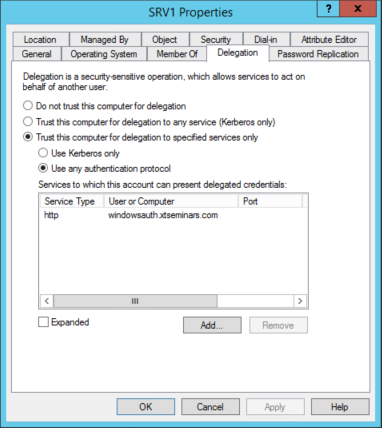 SRV1 Properties
? x
Location Managed By Object Security Dial-in Attribute Editor
General Operating System Member Of Delegation Password Replication
Delegation is a security-sensitive operation, which allows services to act on
behalf of another user.
Do not trust this computer for delegation
Trust this computer for delegation to any service (Kerberos only)
Trust this computer for delegation to specified services only
Use Kerberos only
Use any authentication protocol
Services to which this account can present delegated credentials:
Service Type User or Computer Port
http windowsauth.xtseminars.com
Expanded Add... Remove
OK Cancel Apply Help